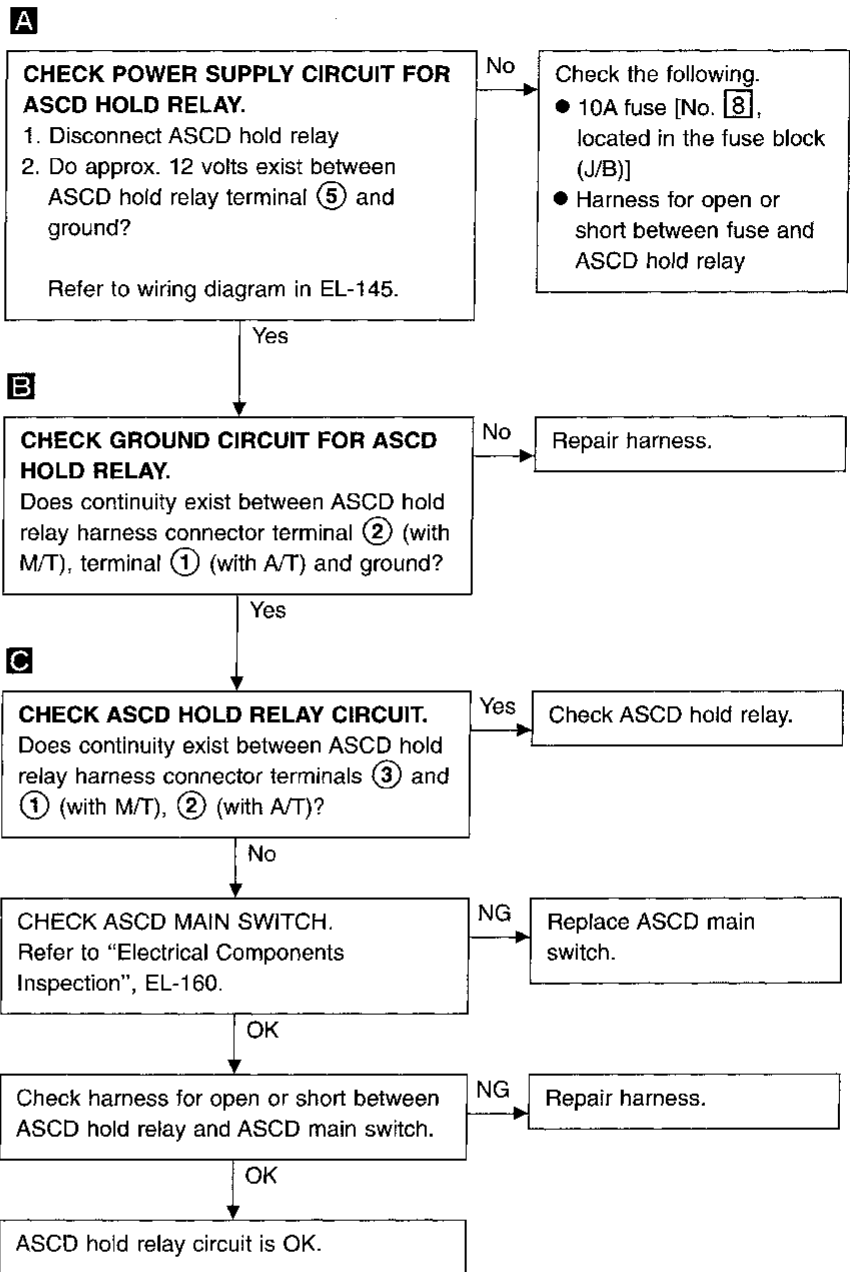 A
CHECK POWER SUPPLY CIRCUIT FOR
ASCD HOLD RELAY.
1. Disconnect ASCD hold relay
2. Do approx. 12 volts exist between
ASCD hold relay terminal ⑤ and
ground?
Refer to wiring diagram in EL-145.
No
Check the following.
● 10A fuse [No. 8,
located in the fuse block
(J/B)]
● Harness for open or
short between fuse and
ASCD hold relay
Yes
B
CHECK GROUND CIRCUIT FOR ASCD
HOLD RELAY.
Does continuity exist between ASCD hold
relay harness connector terminal ② (with
M/T), terminal ① (with A/T) and ground?
No
Repair harness.
Yes
C
CHECK ASCD HOLD RELAY CIRCUIT.
Does continuity exist between ASCD hold
relay harness connector terminals ③ and
① (with M/T), ② (with A/T)?
Yes
Check ASCD hold relay.
No
CHECK ASCD MAIN SWITCH.
Refer to “Electrical Components
Inspection”, EL-160.
NG
Replace ASCD main
switch.
OK
Check harness for open or short between
ASCD hold relay and ASCD main switch.
NG
Repair harness.
OK
ASCD hold relay circuit is OK.